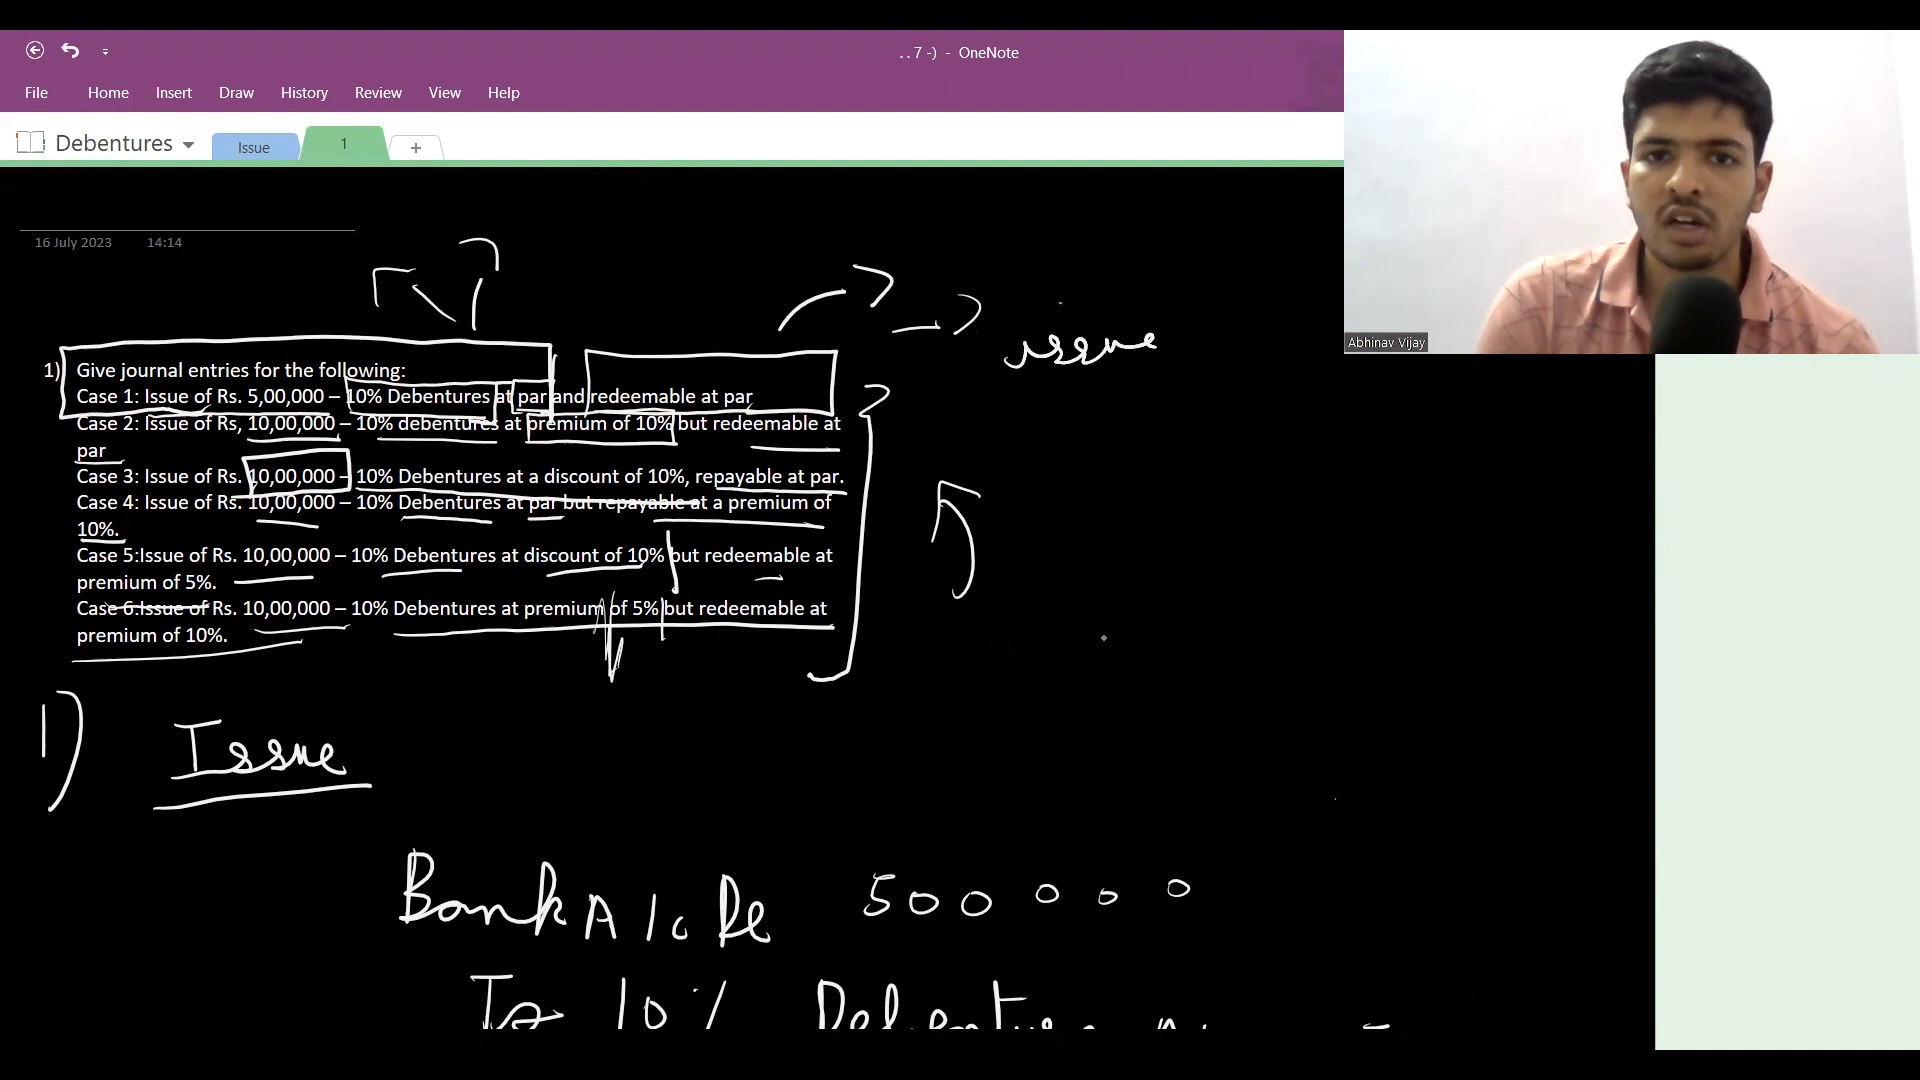 . . 7 -) - OneNote
File Home Insert Draw History Review View Help
Debentures Issue 1 +
Abhinav Vijay
16 July 2023 14:14
issue
1) Give journal entries for the following:
Case 1: Issue of Rs. 5,00,000 – 10% Debentures at par and redeemable at par
Case 2: Issue of Rs, 10,00,000 – 10% debentures at premium of 10% but redeemable at
par
Case 3: Issue of Rs. 10,00,000 – 10% Debentures at a discount of 10%, repayable at par.
Case 4: Issue of Rs. 10,00,000 – 10% Debentures at par but repayable at a premium of
10%.
Case 5:Issue of Rs. 10,00,000 – 10% Debentures at discount of 10% but redeemable at
premium of 5%.
Case 6:Issue of Rs. 10,00,000 – 10% Debentures at premium of 5% but redeemable at
premium of 10%.
1) Issue
Bank A/c De 500000
To 10%